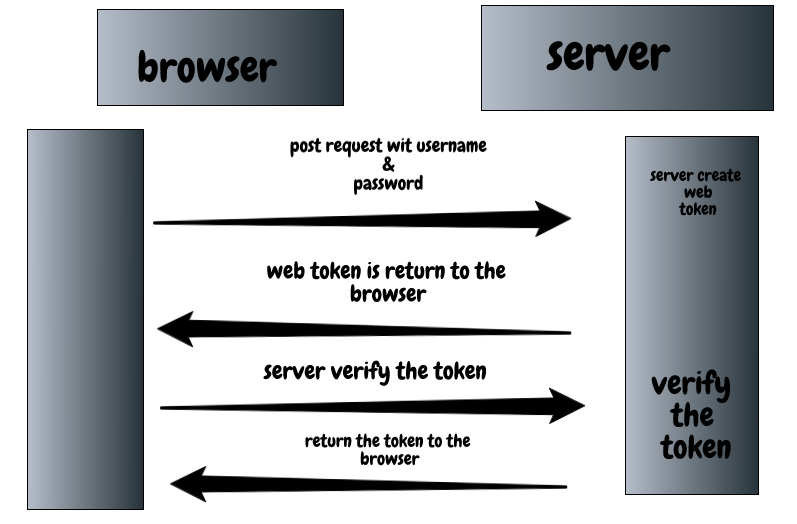 browser
server
post request wit username
&
password
server create
web
token
web token is return to the
browser
server verify the token
verify
the
token
return the token to the
browser